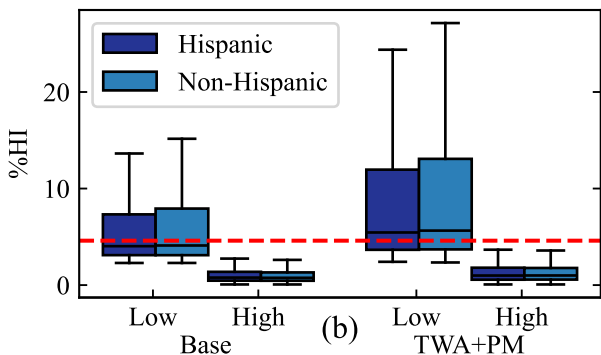 %HI
20
10
0
Hispanic
Non-Hispanic
Low High Low High
Base (b) TWA+PM